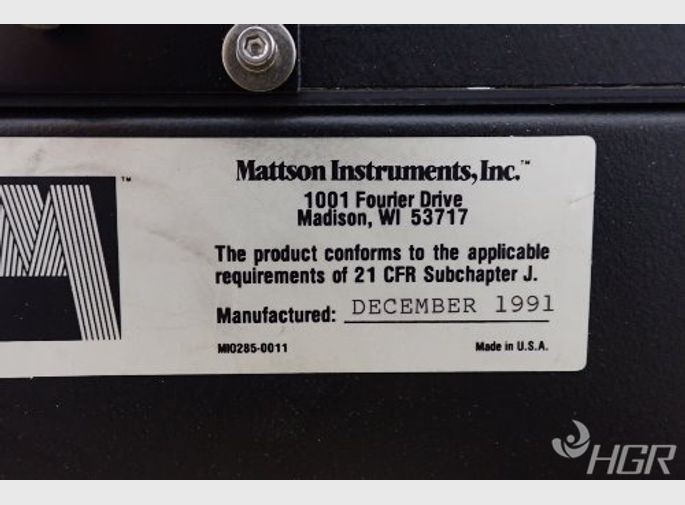 Mattson Instruments, Inc.™
1001 Fourier Drive
Madison, WI 53717
The product conforms to the applicable
requirements of 21 CFR Subchapter J.
Manufactured: DECEMBER 1991
MI0285-0011
Made in U.S.A.
™
HGR